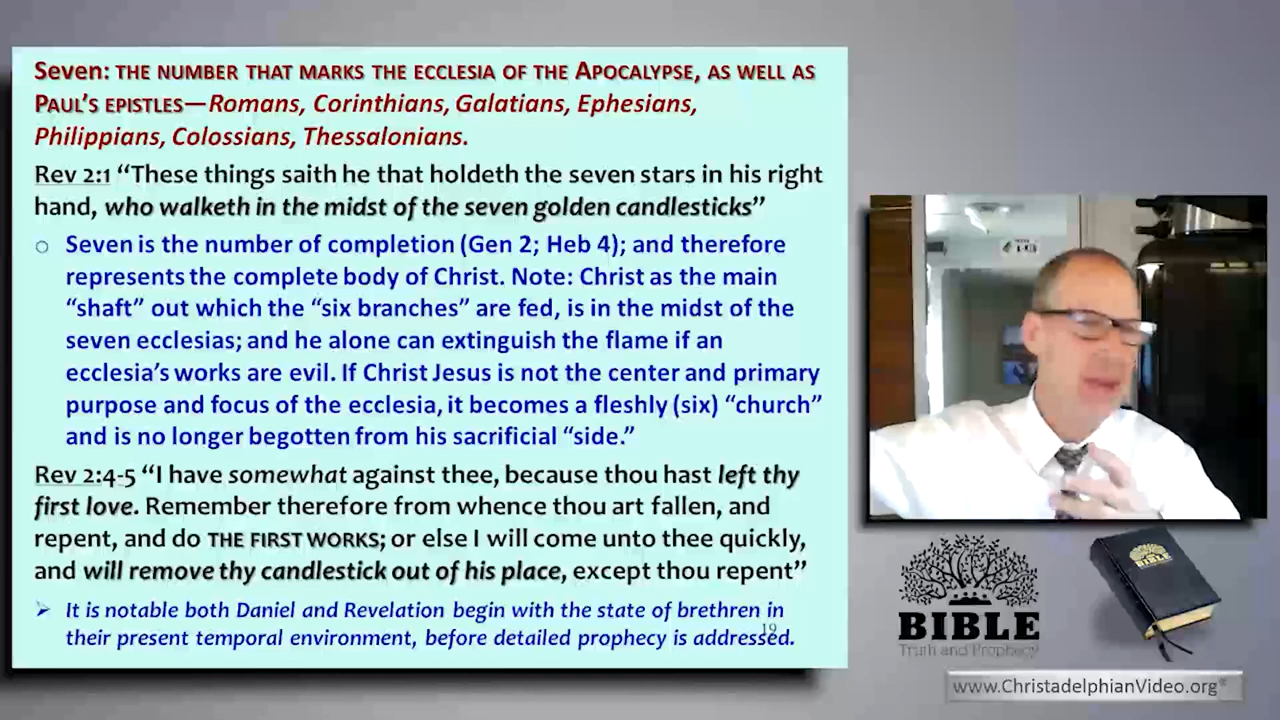 Seven: THE NUMBER THAT MARKS THE ECCLESIA OF THE APOCALYPSE, AS WELL AS
PAUL'S EPISTLES—Romans, Corinthians, Galatians, Ephesians,
Philippians, Colossians, Thessalonians.
Rev 2:1 “These things saith he that holdeth the seven stars in his right
hand, who walketh in the midst of the seven golden candlesticks”
○ Seven is the number of completion (Gen 2; Heb 4); and therefore
represents the complete body of Christ. Note: Christ as the main
“shaft” out which the “six branches” are fed, is in the midst of the
seven ecclesias; and he alone can extinguish the flame if an
ecclesia’s works are evil. If Christ Jesus is not the center and primary
purpose and focus of the ecclesia, it becomes a fleshly (six) “church”
and is no longer begotten from his sacrificial “side.”
Rev 2:4-5 “I have somewhat against thee, because thou hast left thy
first love. Remember therefore from whence thou art fallen, and
repent, and do THE FIRST WORKS; or else I will come unto thee quickly,
and will remove thy candlestick out of his place, except thou repent”
➢ It is notable both Daniel and Revelation begin with the state of brethren in
their present temporal environment, before detailed prophecy is addressed.
19
BIBLE
Truth and Prophecy
BIBLE
www.ChristadelphianVideo.org*